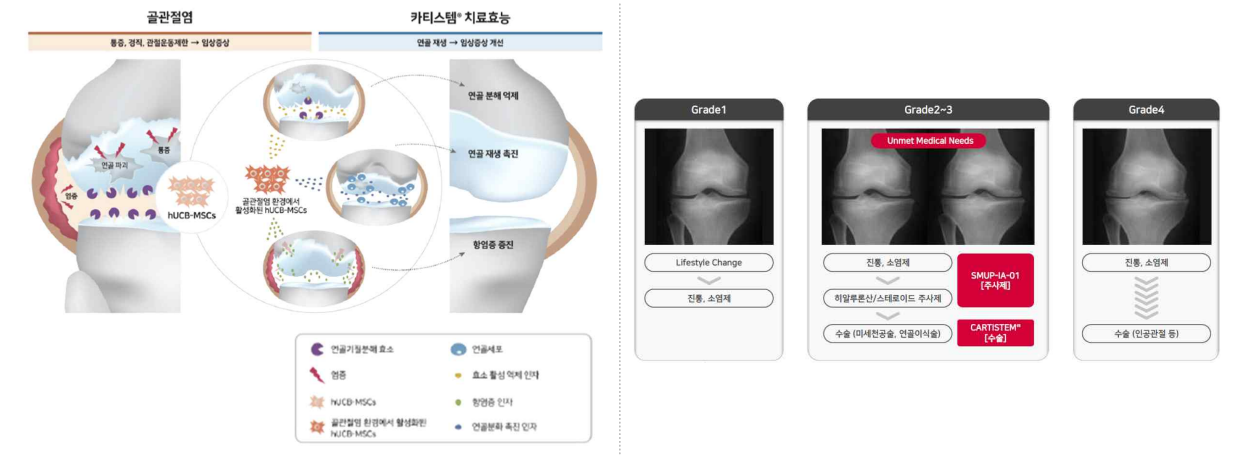 골관절염
통증, 경직, 관절운동제한 → 임상증상
카티스템® 치료효능
연골 재생 → 임상증상 개선
연골 파괴
통증
염증
hUCB-MSCs
골관절염 환경에서
활성화된 hUCB-MSCs
연골 분해 억제
연골 재생 촉진
항염증 증진
연골기질분해 효소
염증
hUCB-MSCs
골관절염 환경에서 활성화된
hUCB-MSCs
연골세포
효소 활성 억제 인자
항염증 인자
연골분화 촉진 인자
Grade1
Lifestyle Change
진통, 소염제
Grade2~3
Unmet Medical Needs
진통, 소염제
히알루론산/스테로이드 주사제
수술 (미세천공술, 연골이식술)
SMUP-IA-01
[주사제]
CARTISTEM®
[수술]
Grade4
진통, 소염제
수술 (인공관절 등)